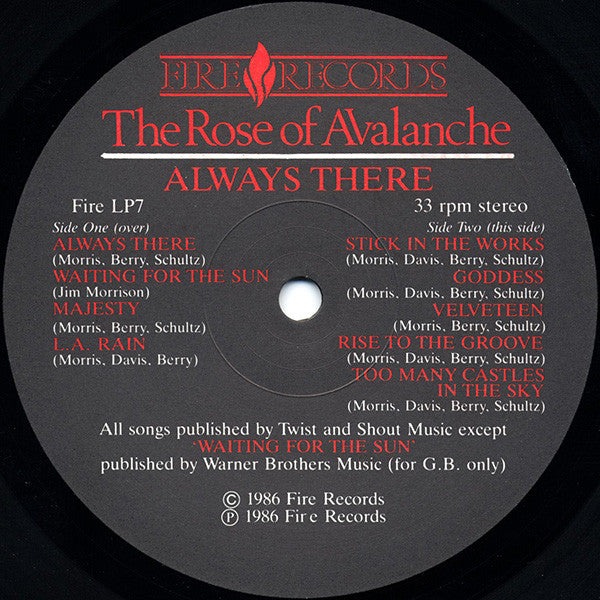 FIRE RECORDS
The Rose of Avalanche
ALWAYS THERE
Fire LP7
33 rpm stereo
Side One (over)
ALWAYS THERE
(Morris, Berry, Schultz)
WAITING FOR THE SUN
(Jim Morrison)
MAJESTY
(Morris, Berry, Schultz)
L.A. RAIN
(Morris, Davis, Berry)
Side Two (this side)
STICK IN THE WORKS
(Morris, Davis, Berry, Schultz)
GODDESS
(Morris, Davis, Berry, Schultz)
VELVETEEN
(Morris, Berry, Schultz)
RISE TO THE GROOVE
(Morris, Davis, Berry, Schultz)
TOO MANY CASTLES
IN THE SKY
(Morris, Davis, Berry, Schultz)
All songs published by Twist and Shout Music except
'WAITING FOR THE SUN'
published by Warner Brothers Music (for G.B. only)
© 1986 Fire Records
℗ 1986 Fire Records